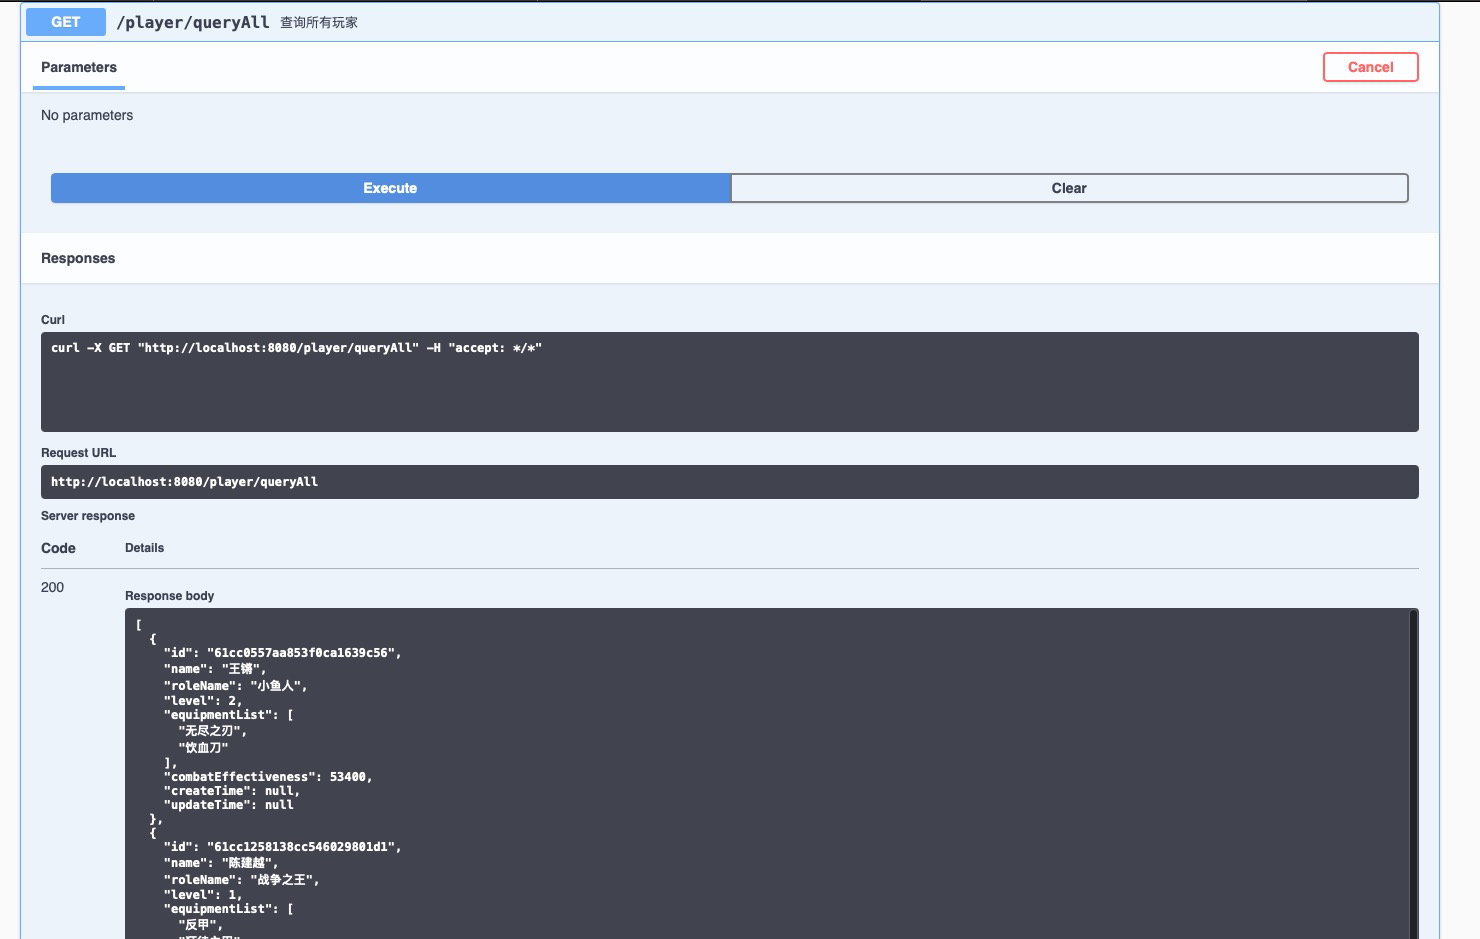 GET /player/queryAll 查询所有玩家
Parameters
Cancel
No parameters
Execute
Clear
Responses
Curl
curl -X GET "http://localhost:8080/player/queryAll" -H "accept: */*"
Request URL
http://localhost:8080/player/queryAll
Server response
Code Details
200
Response body
[
{
"id": "61cc0557aa853f0ca1639c56",
"name": "王锵",
"roleName": "小鱼人",
"level": 2,
"equipmentList": [
"无尽之刃",
"饮血刀"
],
"combatEffectiveness": 53400,
"createTime": null,
"updateTime": null
},
{
"id": "61cc1258138cc546029801d1",
"name": "陈建越",
"roleName": "战争之王",
"level": 1,
"equipmentList": [
"反甲",